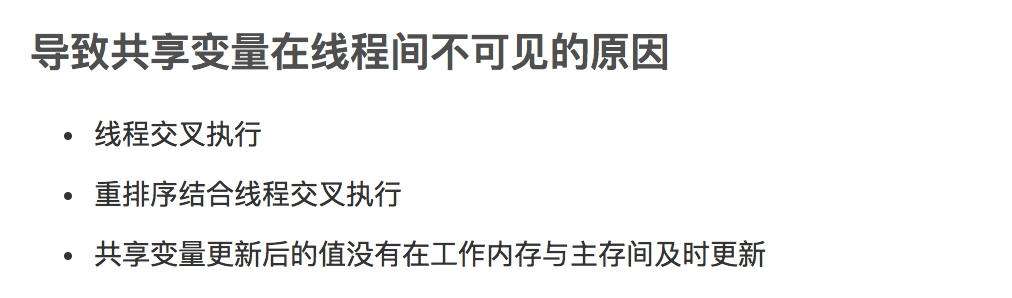 导致共享变量在线程间不可见的原因
• 线程交叉执行
• 重排序结合线程交叉执行
• 共享变量更新后的值没有在工作内存与主存间及时更新